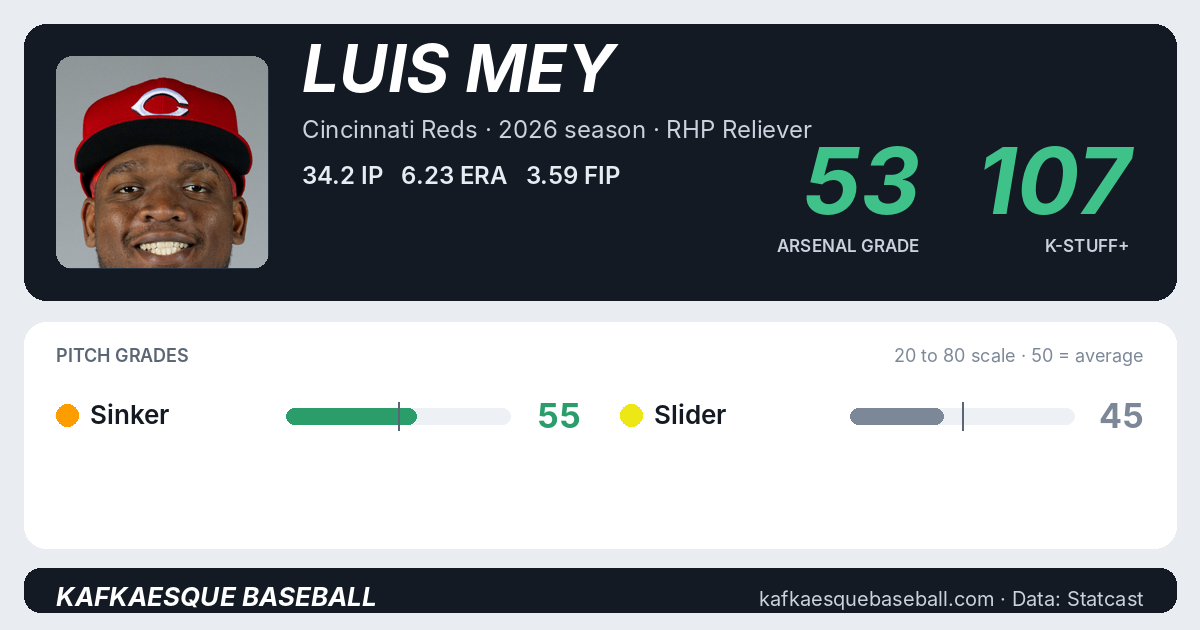 LUIS MEY
Cincinnati Reds · 2026 season · RHP Reliever
34.2 IP 6.23 ERA 3.59 FIP
53 107
ARSENAL GRADE K-STUFF+
PITCH GRADES 20 to 80 scale · 50 = average
Sinker 55 Slider 45
KAFKAESQUE BASEBALL kafkaesquebaseball.com · Data: Statcast